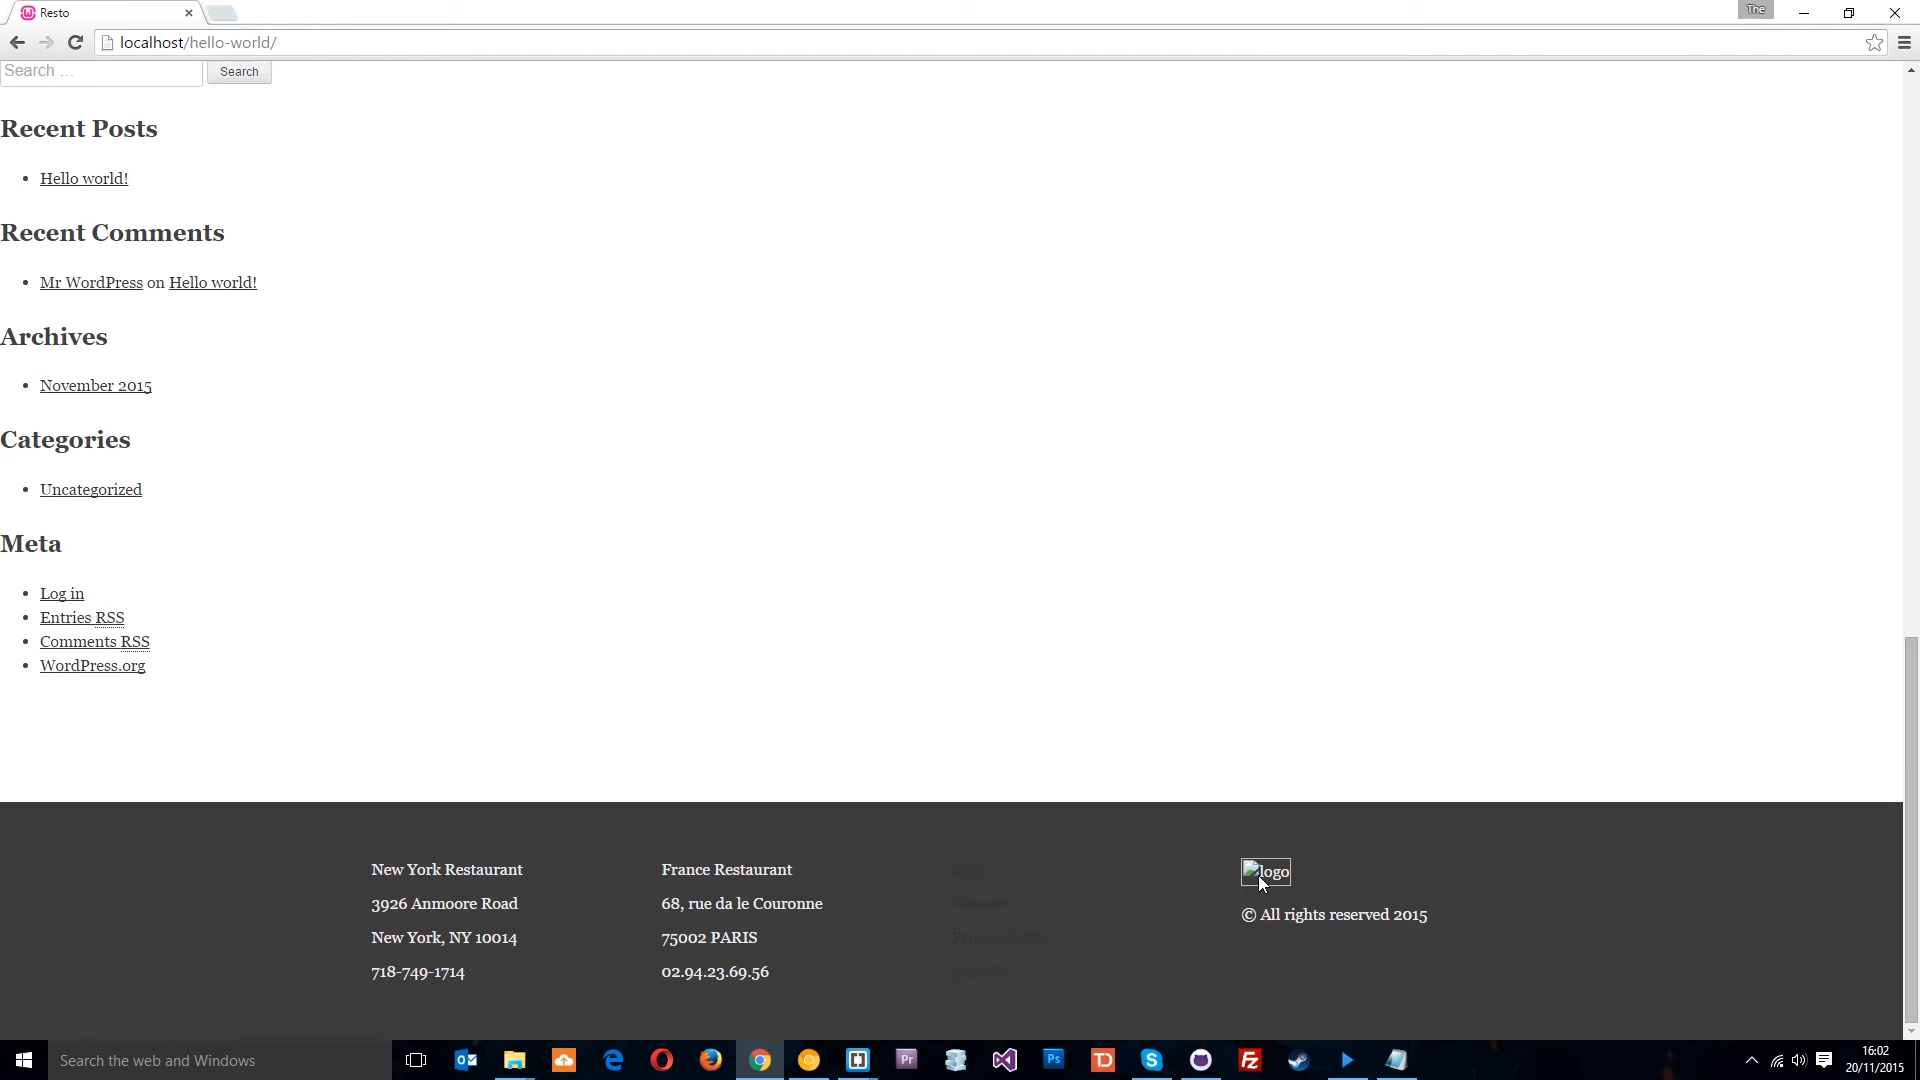 Resto
The
localhost/hello-world/
Search …
Search
Recent Posts
Hello world!
Recent Comments
Mr WordPress on Hello world!
Archives
November 2015
Categories
Uncategorized
Meta
Log in
Entries RSS
Comments RSS
WordPress.org
New York Restaurant
3926 Anmoore Road
New York, NY 10014
718-749-1714
France Restaurant
68, rue da le Couronne
75002 PARIS
02.94.23.69.56
logo
© All rights reserved 2015
Search the web and Windows
16:02
20/11/2015